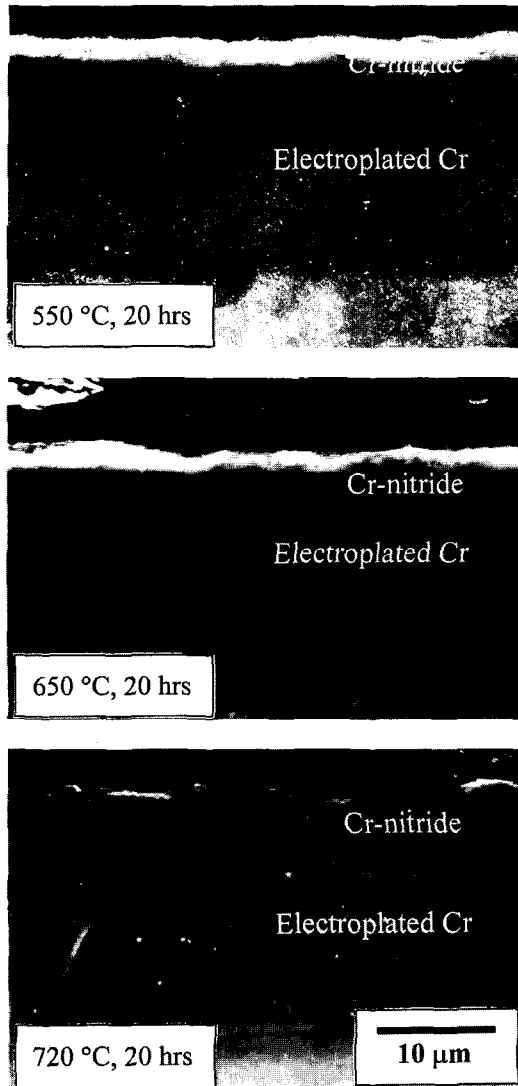 Cr-nitride
Electroplated Cr
550 °C, 20 hrs
Cr-nitride
Electroplated Cr
650 °C, 20 hrs
Cr-nitride
Electroplated Cr
720 °C, 20 hrs
10 μm